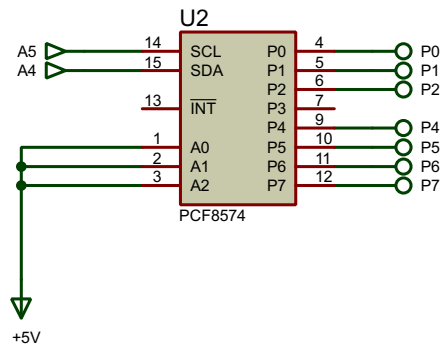 U2
A5 14 SCL P0 4 P0
A4 15 SDA P1 5 P1
P2 6 P2
13 INT P3 7
P4 9 P4
1 A0 P5 10 P5
2 A1 P6 11 P6
3 A2 P7 12 P7
PCF8574
+5V